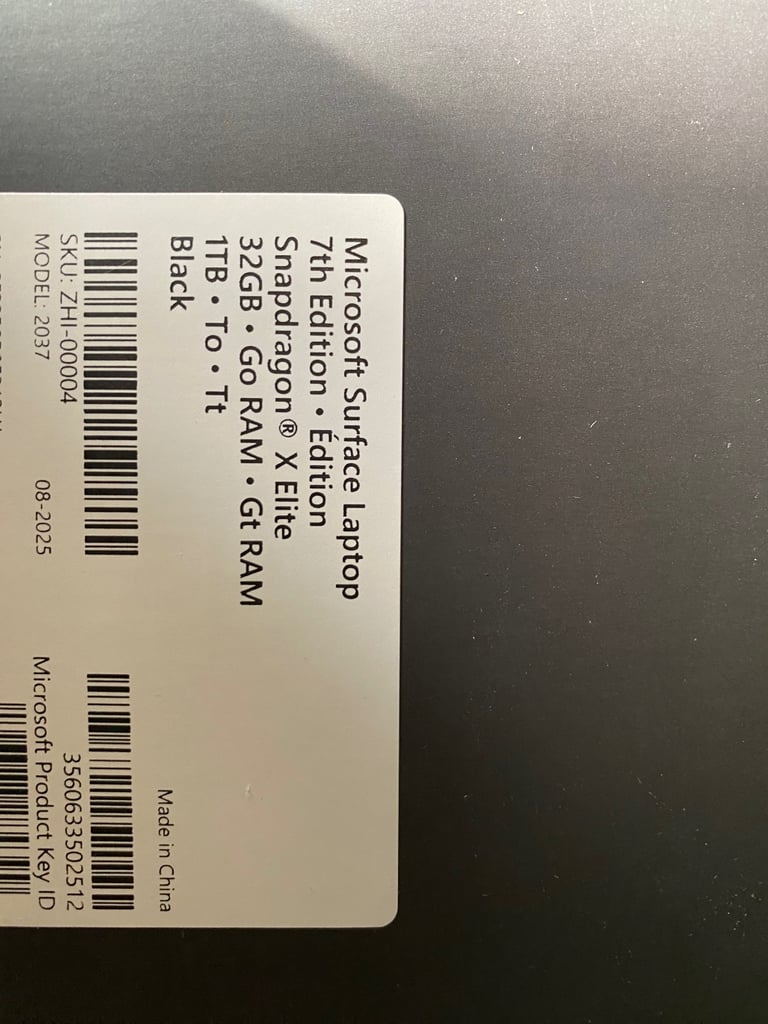 Microsoft Surface Laptop
7th Edition • Édition
Snapdragon® X Elite
32GB • Go RAM • Gt RAM
1TB • To • Tt
Black
Made in China
SKU: ZHI-00004
MODEL: 2037 08-2025
3560633502512
Microsoft Product Key ID